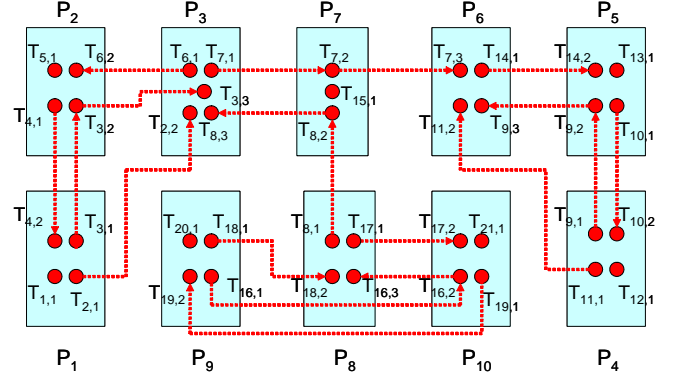 P2 P3 P7 P6 P5
T5,1 T6,2 T6,1 T7,1 T7,2 T7,3 T14,1 T14,2 T13,1
T3,3 T15,1
T4,1 T3,2 T2,2 T8,3 T8,2 T11,2 T9,3 T9,2 T10,1
T4,2 T3,1 T20,1 T18,1 T8,1 T17,1 T17,2 T21,1 T9,1 T10,2
T1,1 T2,1 T19,2 T16,1 T18,2 T16,3 T16,2 T19,1 T11,1 T12,1
P1 P9 P8 P10 P4